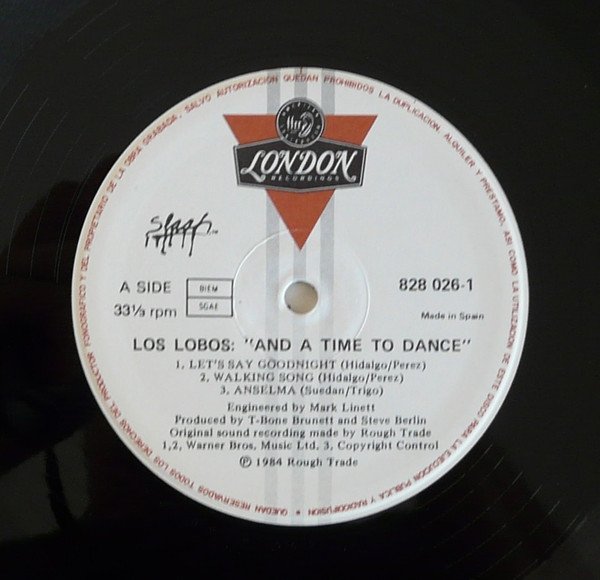 SALVO AUTORIZACION QUEDAN PROHIBIDOS LA DUPLICACION, ALQUILER Y PRESTAMO, ASI COMO LA UTILIZACION DE ESTE DISCO PARA LA EJECUCION PUBLICA Y RADIODIFUSION *
QUEDAN RESERVADOS TODOS LOS DERECHOS DEL PRODUCTOR FONOGRAFICO Y DEL PROPIETARIO DE LA OBRA GRABADA.
ffrr
LONDON
RECORDINGS
Slash
A SIDE
BIEM
SGAE
828 026-1
33⅓ rpm
Made in Spain
LOS LOBOS: "AND A TIME TO DANCE"
1. LET'S SAY GOODNIGHT (Hidalgo/Perez)
2. WALKING SONG (Hidalgo/Perez)
3. ANSELMA (Suedan/Trigo)
Engineered by Mark Linett
Produced by T-Bone Brunett and Steve Berlin
Original sound recording made by Rough Trade
1,2, Warner Bros, Music Ltd, 3, Copyright Control
℗ 1984 Rough Trade